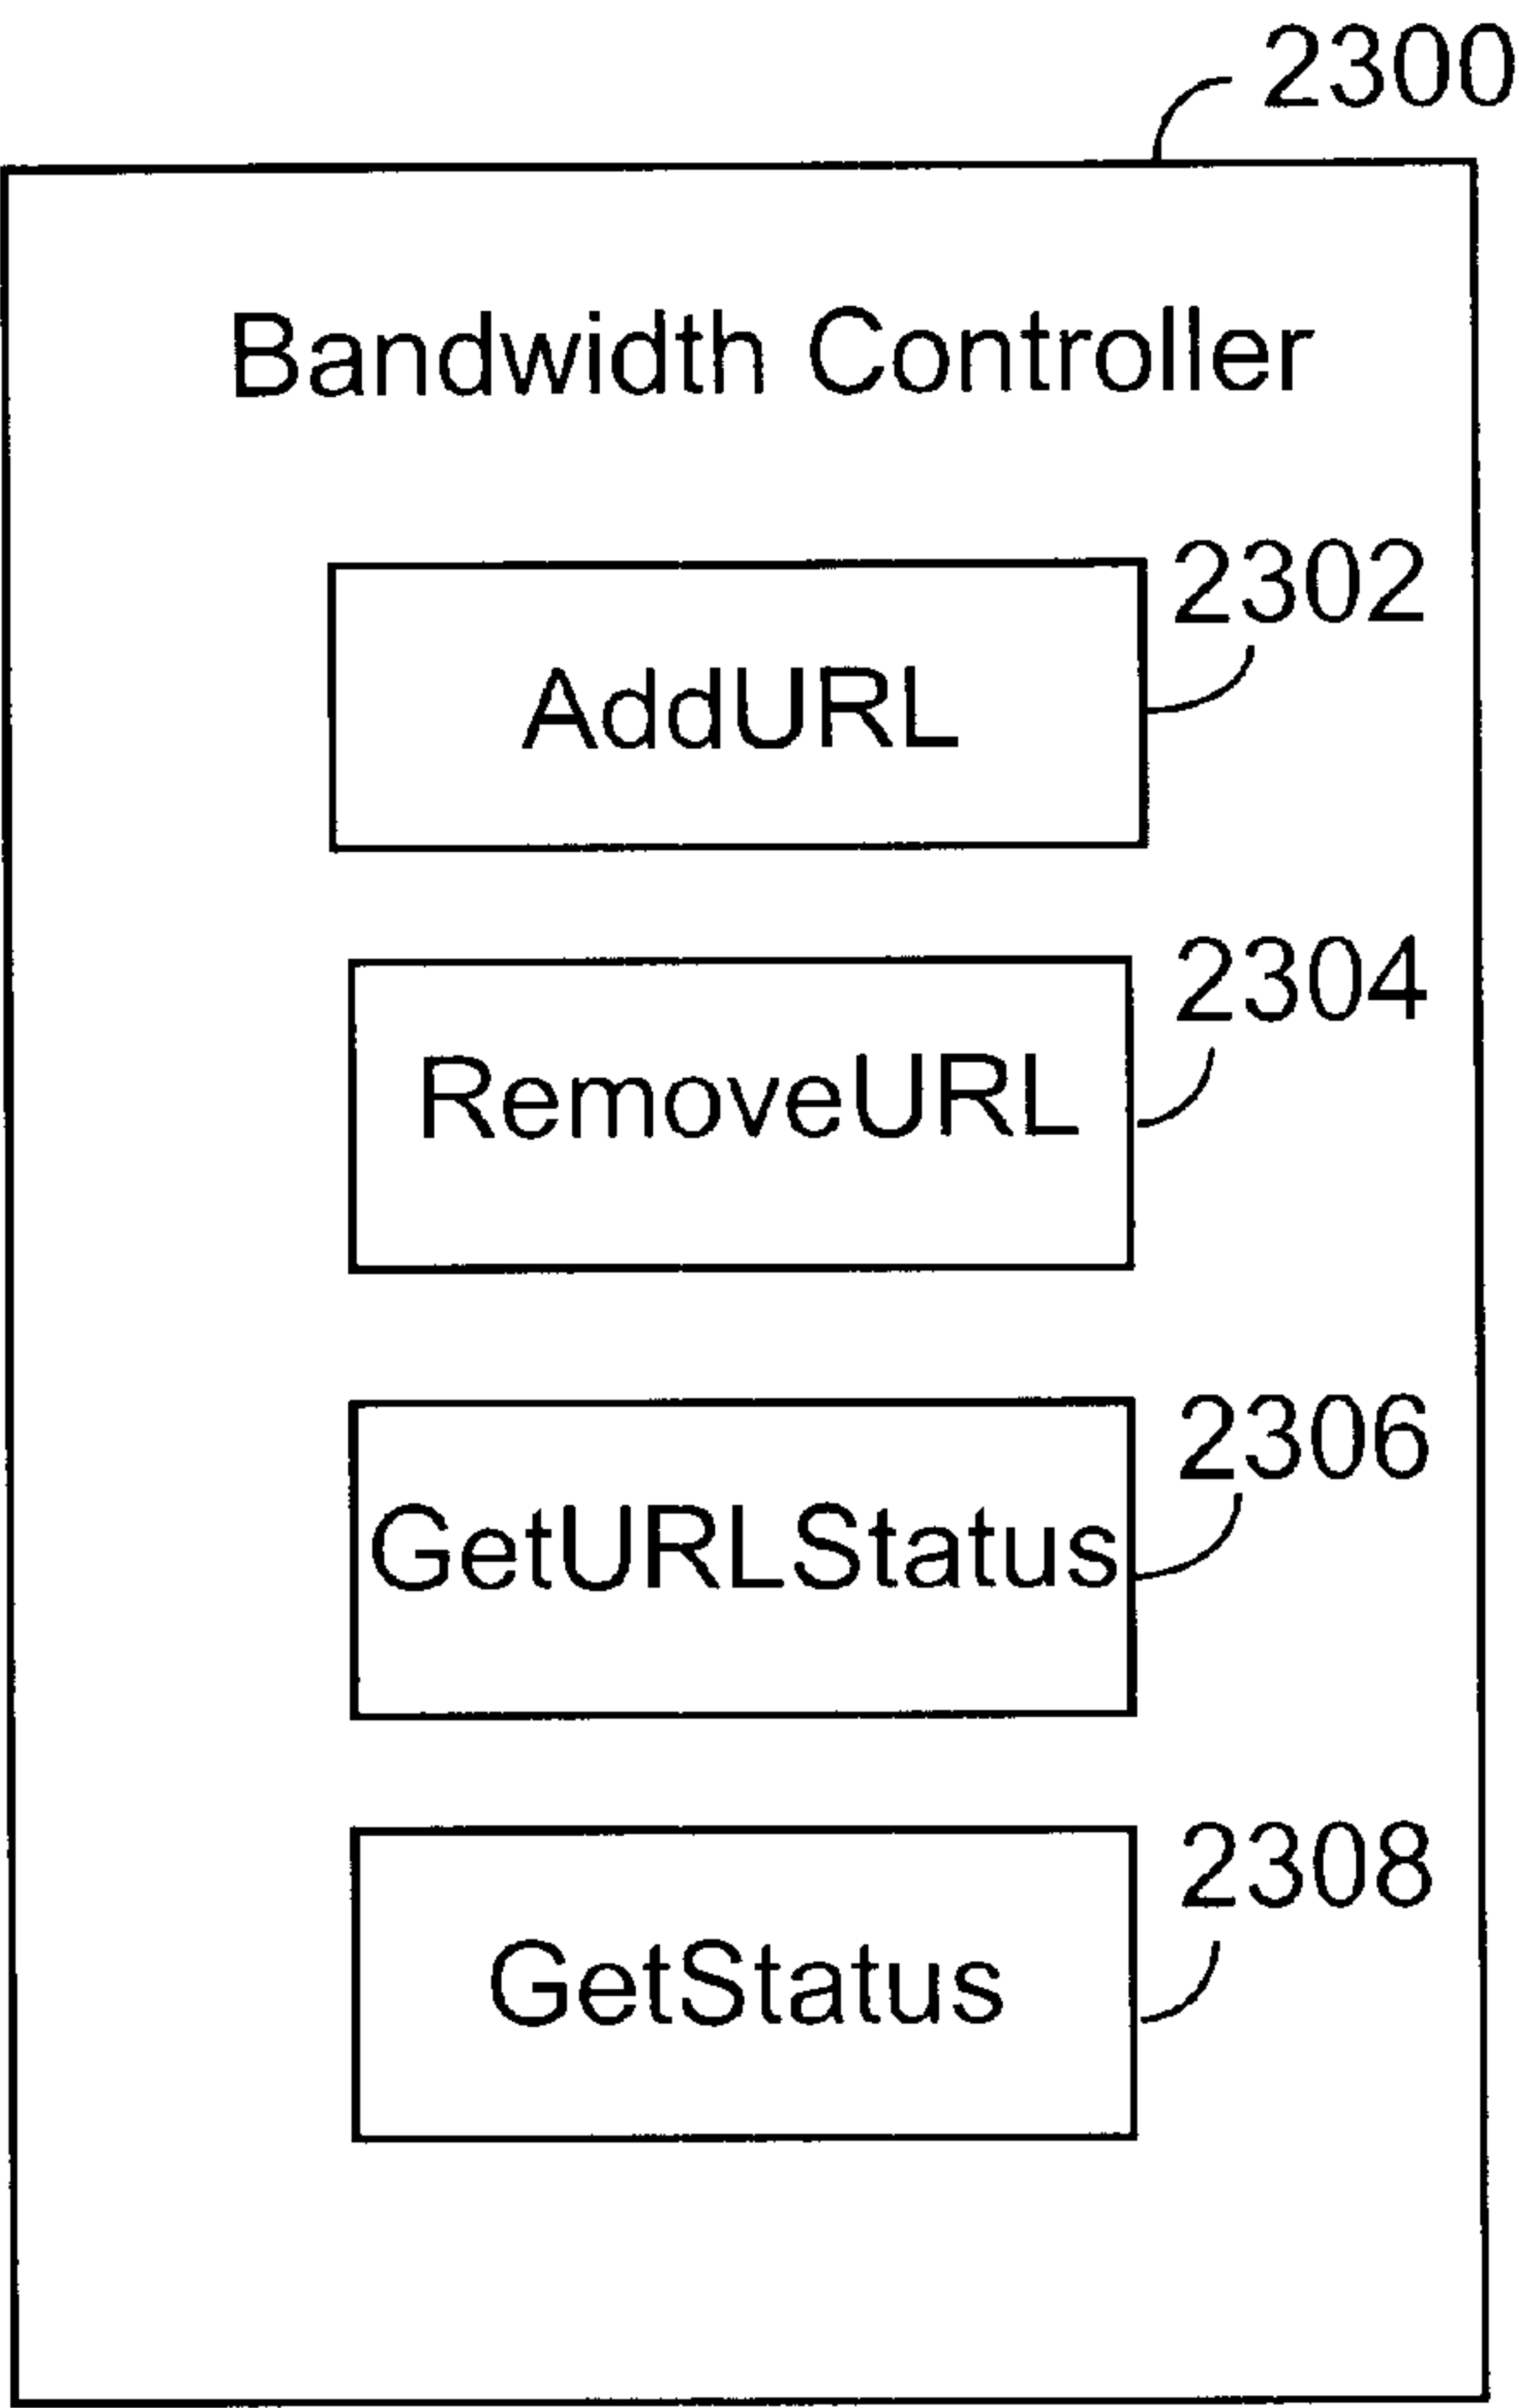 2300
Bandwidth Controller
2302
AddURL
2304
RemoveURL
2306
GetURLStatus
2308
GetStatus